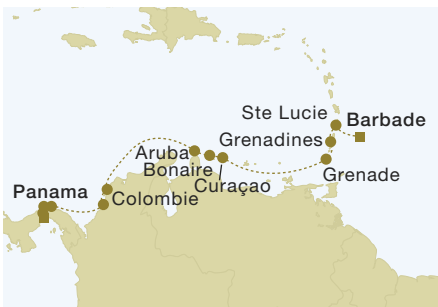 Ste Lucie
Barbade
Grenadines
Aruba
Bonaire
Curaçao
Grenade
Panama
Colombie